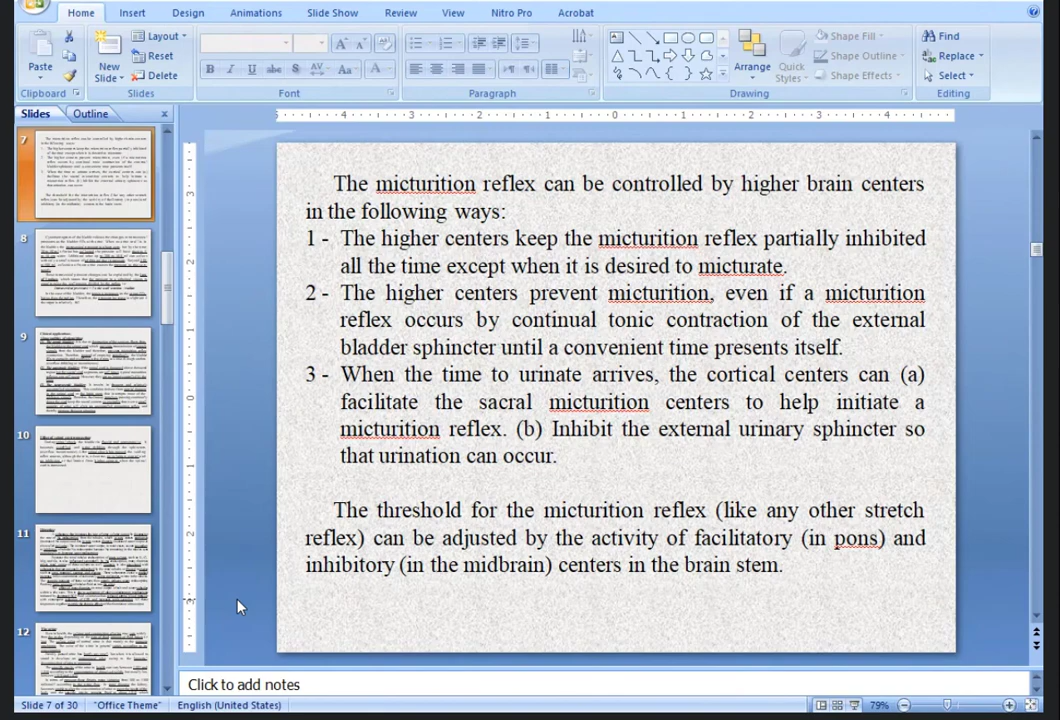 Home Insert Design Animations Slide Show Review View Nitro Pro Acrobat
Paste
New
Slide
Layout
Reset
Delete
B I U abc S AV Aa A
Arrange
Quick
Styles
Shape Fill
Shape Outline
Shape Effects
Find
Replace
Select
Clipboard Slides Font Paragraph Drawing Editing
Slides Outline
7
8
9
10
11
12
The micturition reflex can be controlled by higher brain centers
in the following ways:
1 - The higher centers keep the micturition reflex partially inhibited
all the time except when it is desired to micturate.
2 - The higher centers prevent micturition, even if a micturition
reflex occurs by continual tonic contraction of the external
bladder sphincter until a convenient time presents itself.
3 - When the time to urinate arrives, the cortical centers can (a)
facilitate the sacral micturition centers to help initiate a
micturition reflex. (b) Inhibit the external urinary sphincter so
that urination can occur.
The threshold for the micturition reflex (like any other stretch
reflex) can be adjusted by the activity of facilitatory (in pons) and
inhibitory (in the midbrain) centers in the brain stem.
Click to add notes
Slide 7 of 30 "Office Theme" English (United States) 79%